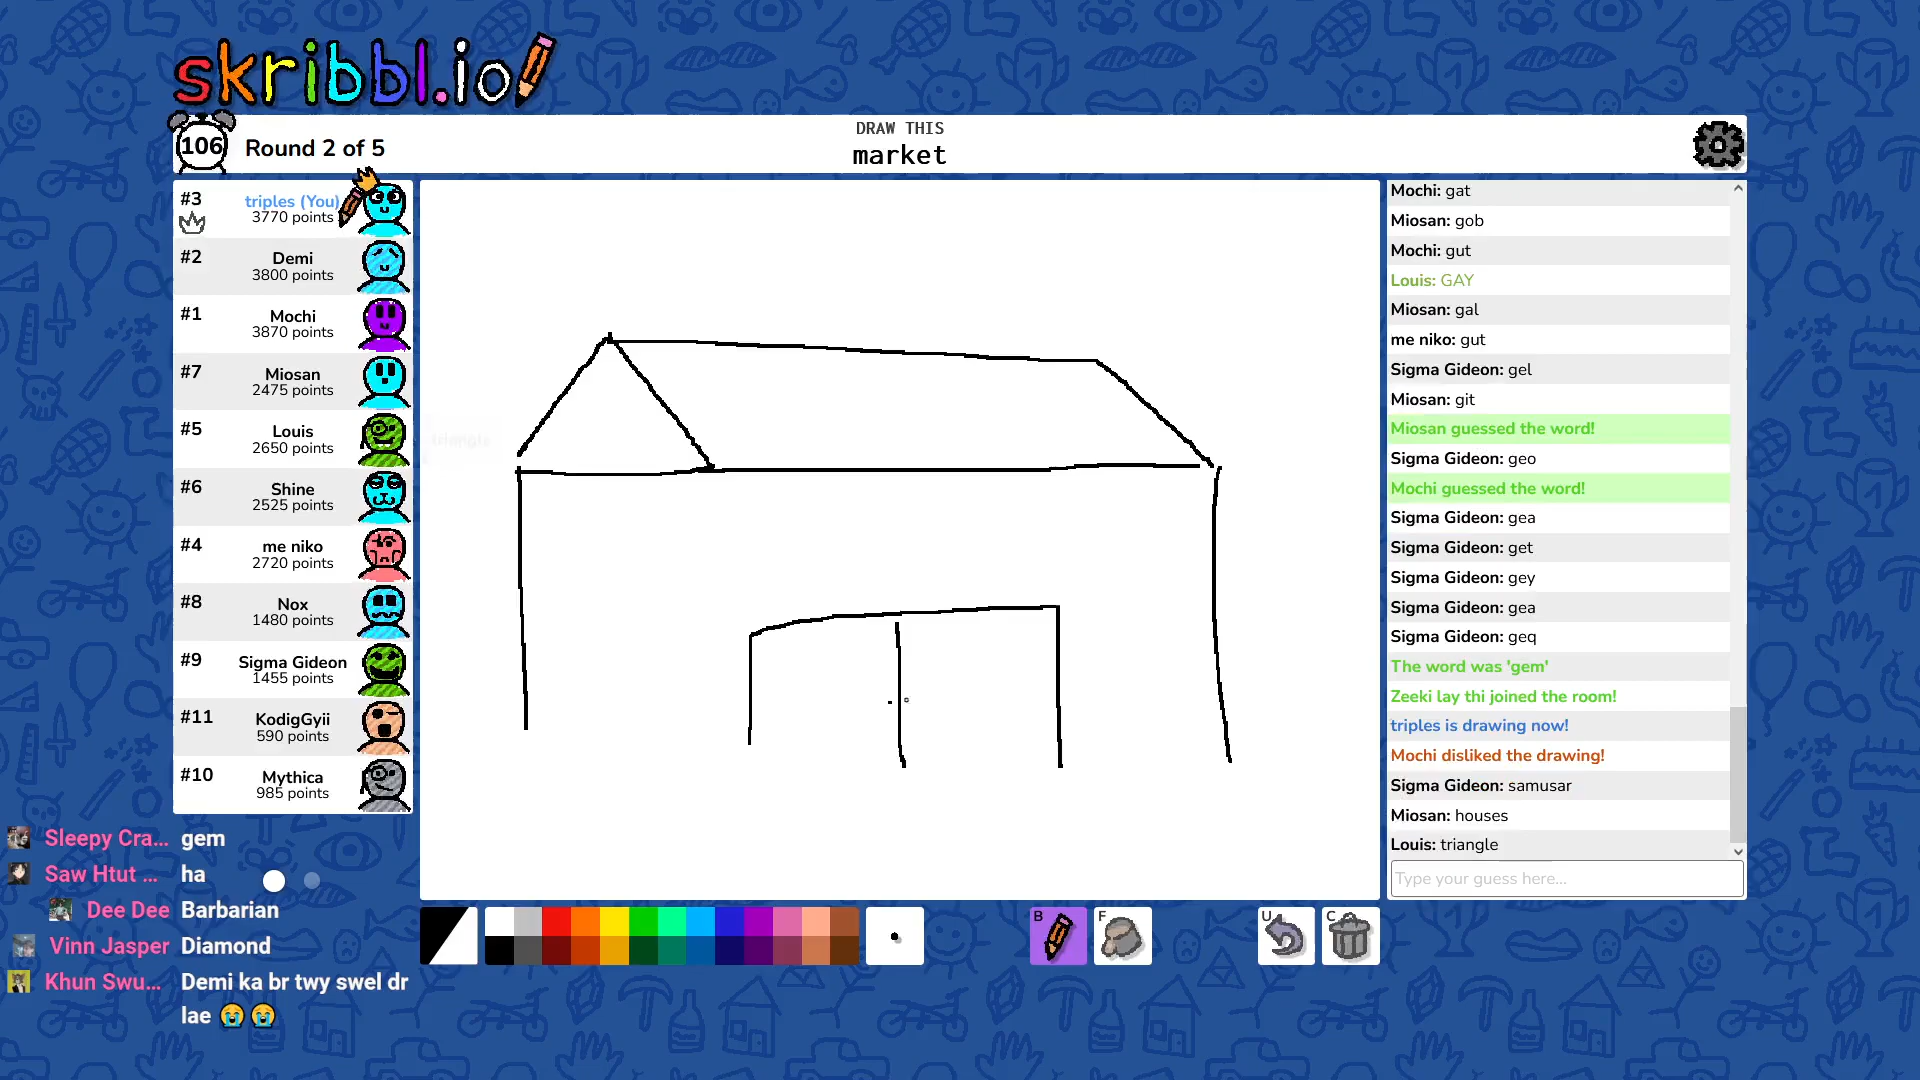 skribbl.io
106
Round 2 of 5
DRAW THIS
market
#3
triples (You)
3770 points
#2
Demi
3800 points
#1
Mochi
3870 points
#7
Miosan
2475 points
#5
Louis
2650 points
#6
Shine
2525 points
#4
me niko
2720 points
#8
Nox
1480 points
#9
Sigma Gideon
1455 points
#11
KodigGyii
590 points
#10
Mythica
985 points
triangle
Mochi: gat
Miosan: gob
Mochi: gut
Louis: GAY
Miosan: gal
me niko: gut
Sigma Gideon: gel
Miosan: git
Miosan guessed the word!
Sigma Gideon: geo
Mochi guessed the word!
Sigma Gideon: gea
Sigma Gideon: get
Sigma Gideon: gey
Sigma Gideon: gea
Sigma Gideon: geq
The word was 'gem'
Zeeki lay thi joined the room!
triples is drawing now!
Mochi disliked the drawing!
Sigma Gideon: samusar
Miosan: houses
Louis: triangle
Type your guess here...
Sleepy Cra... gem
Saw Htut ... ha
Dee Dee Barbarian
Vinn Jasper Diamond
Khun Swu... Demi ka br twy swel dr
lae 😭 😭
B
F
U
C